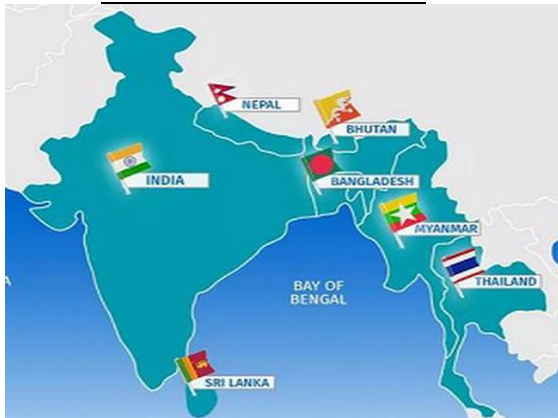 NEPAL
BHUTAN
INDIA
BANGLADESH
MYANMAR
THAILAND
BAY OF
BENGAL
SRI LANKA